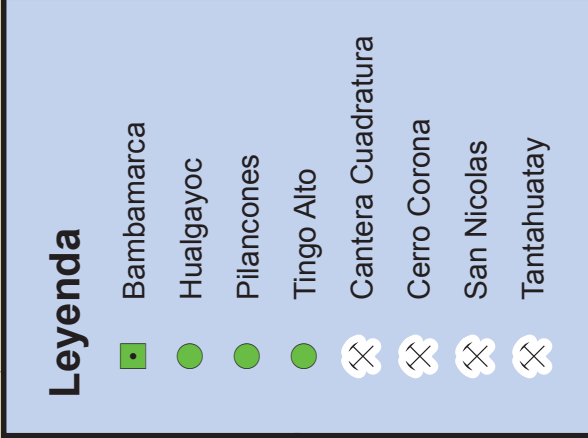 Leyenda
Bambamarca
Hualgayoc
Pilancones
Tingo Alto
Cantera Cuadratura
Cerro Corona
San Nicolas
Tantahuatay